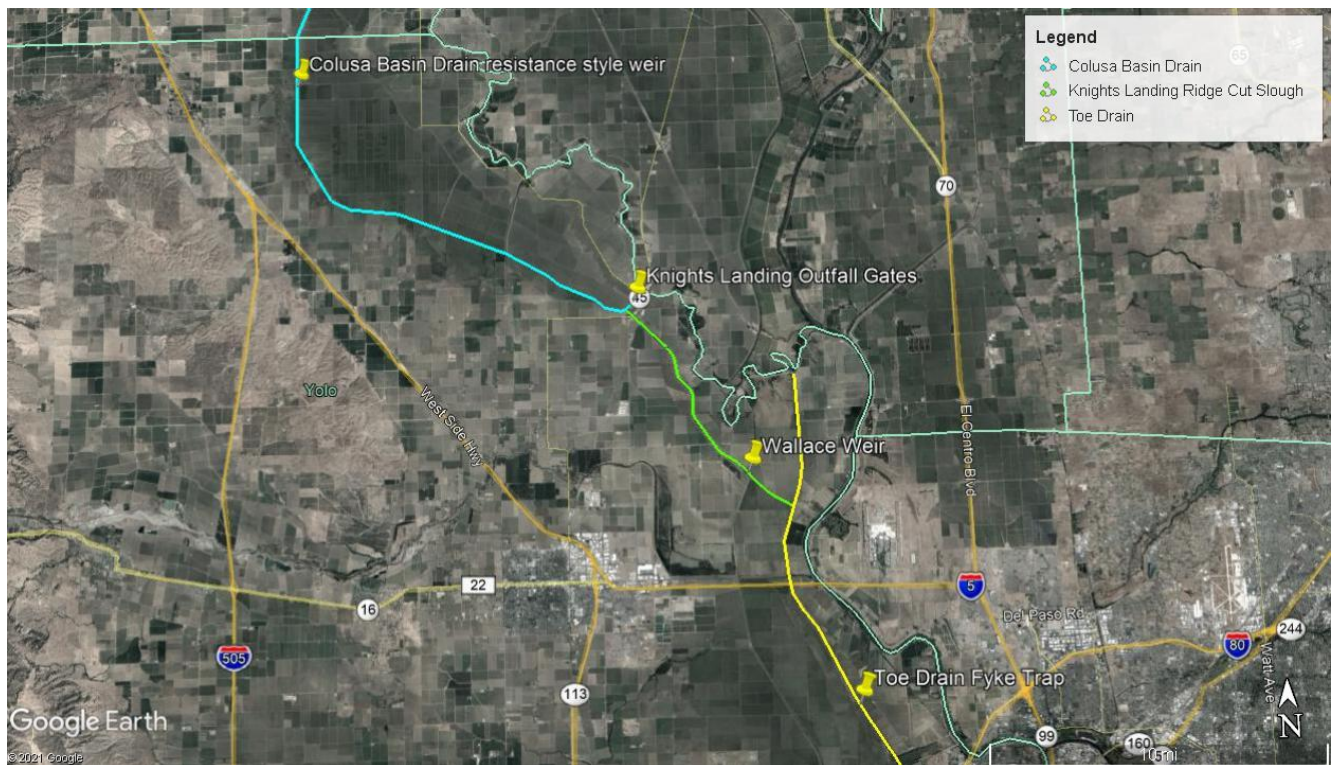 Legend
Colusa Basin Drain
Knights Landing Ridge Cut Slough
Toe Drain
65
Colusa Basin Drain resistance style weir
70
Knights Landing Outfall Gates
45
Yolo
West Side Hwy
El Centro Blvd
Wallace Weir
22
5
16
Del Paso Rd
244
80
505
Watt Ave
Toe Drain Fyke Trap
113
Google Earth
N
99
160
5
10mi
© 2021 Google